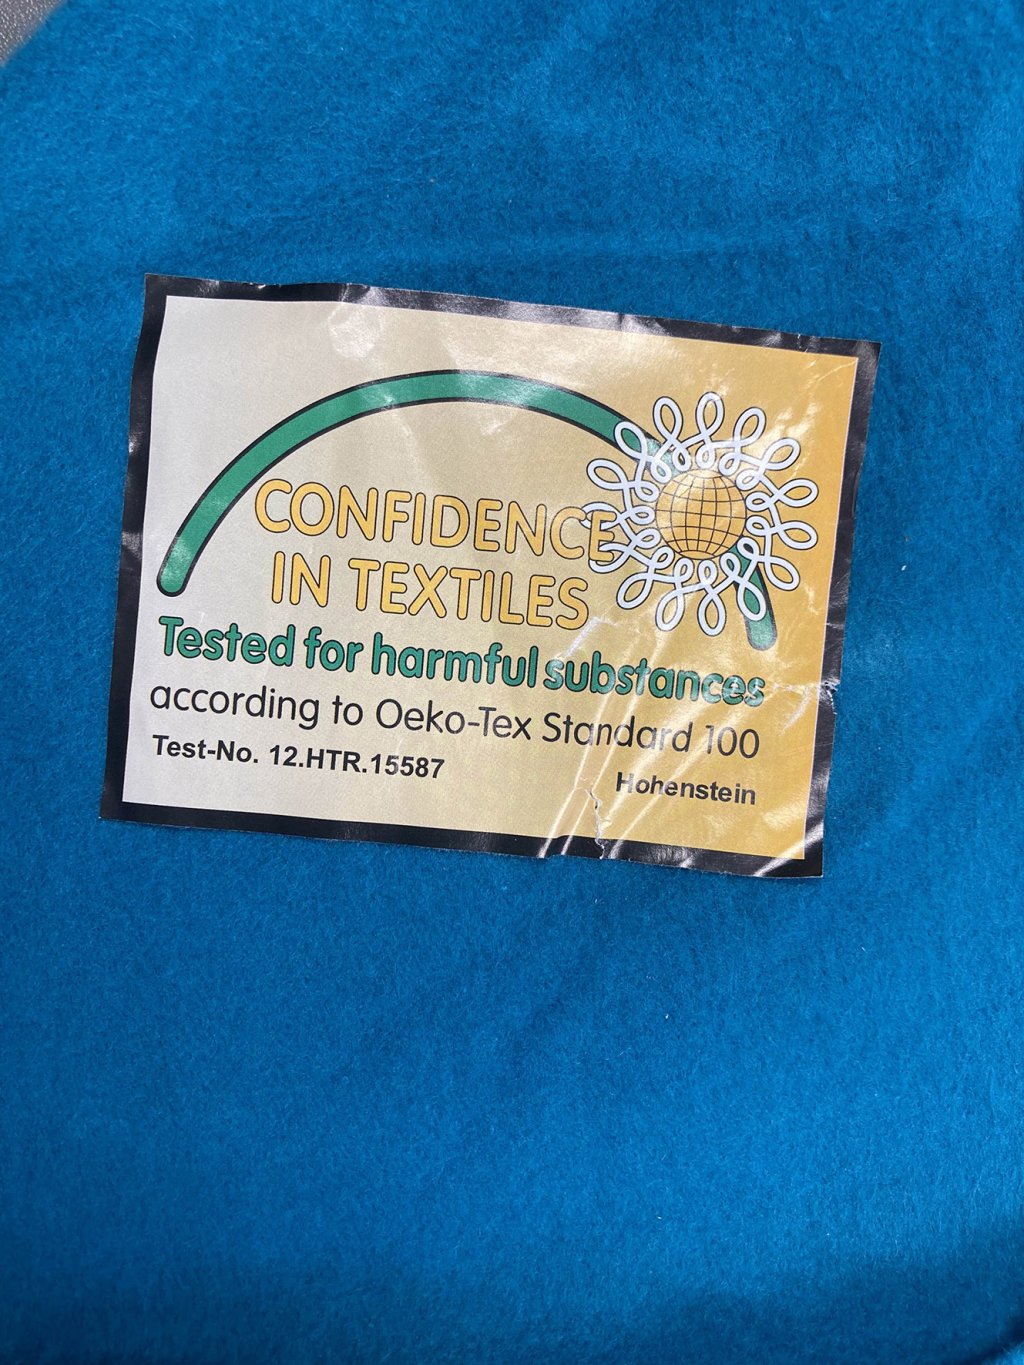 CONFIDENCE
IN TEXTILES
Tested for harmful substances
according to Oeko-Tex Standard 100
Test-No. 12.HTR.15587
Hohenstein